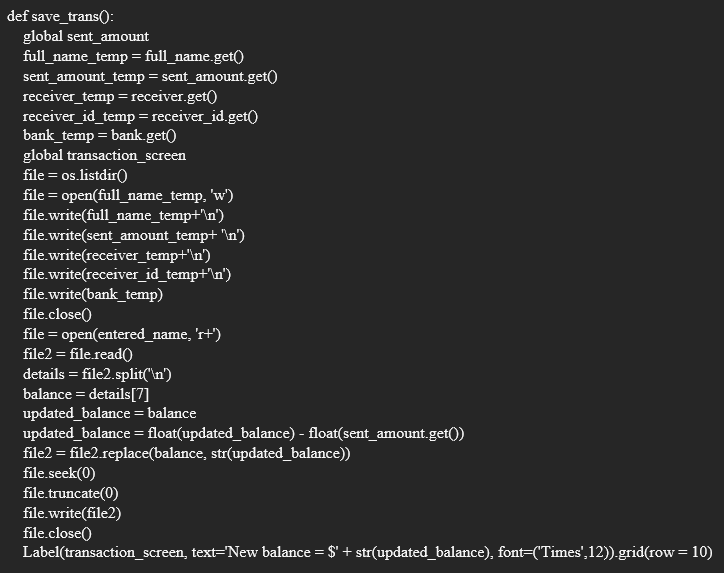 def save_trans():
    global sent_amount
    full_name_temp = full_name.get()
    sent_amount_temp = sent_amount.get()
    receiver_temp = receiver.get()
    receiver_id_temp = receiver_id.get()
    bank_temp = bank.get()
    global transaction_screen
    file = os.listdir()
    file = open(full_name_temp, 'w')
    file.write(full_name_temp+'\n')
    file.write(sent_amount_temp+ '\n')
    file.write(receiver_temp+'\n')
    file.write(receiver_id_temp+'\n')
    file.write(bank_temp)
    file.close()
    file = open(entered_name, 'r+')
    file2 = file.read()
    details = file2.split('\n')
    balance = details[7]
    updated_balance = balance
    updated_balance = float(updated_balance) - float(sent_amount.get())
    file2 = file2.replace(balance, str(updated_balance))
    file.seek(0)
    file.truncate(0)
    file.write(file2)
    file.close()
    Label(transaction_screen, text='New balance = $' + str(updated_balance), font=('Times',12)).grid(row = 10)